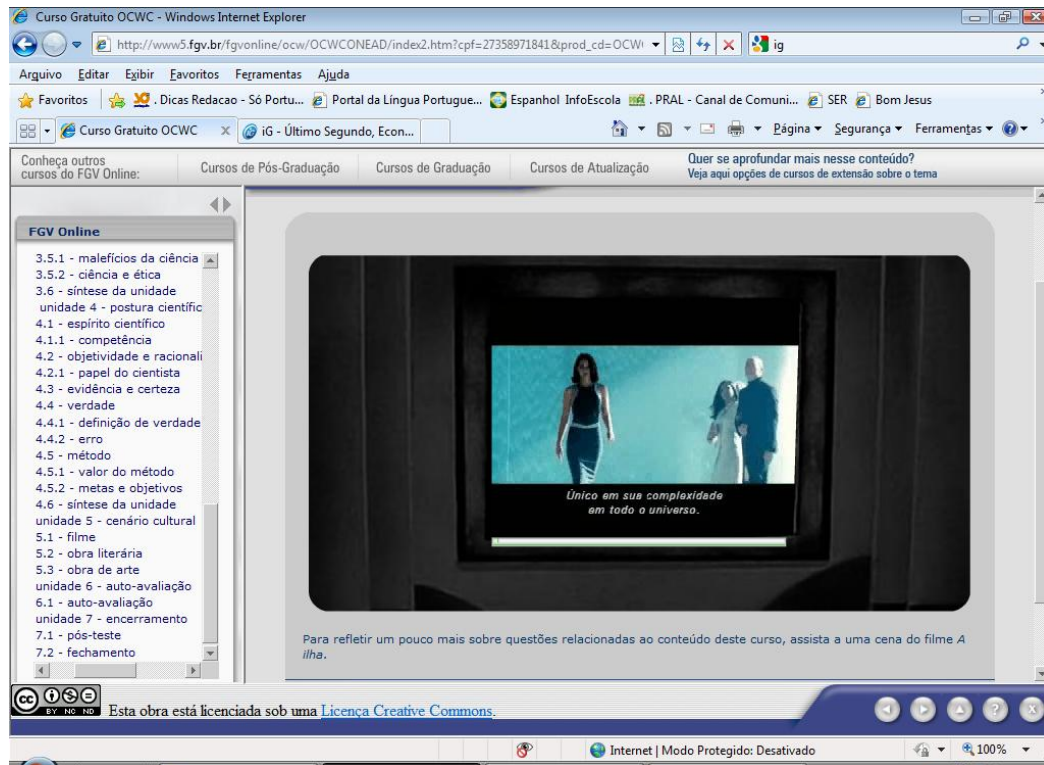 Curso Gratuito OCWC - Windows Internet Explorer
http://www5.fgv.br/fgvonline/ocw/OCWCONEAD/index2.htm?cpf=27358971841&prod_cd=OCW
ig
Arquivo Editar Exibir Favoritos Ferramentas Ajuda
Favoritos . Dicas Redacao - Só Portu... Portal da Língua Portugue... Espanhol InfoEscola . PRAL - Canal de Comuni... SER Bom Jesus
Curso Gratuito OCWC x iG - Último Segundo, Econ... Página Segurança Ferramentas
Conheça outros
cursos do FGV Online:
Cursos de Pós-Graduação Cursos de Graduação Cursos de Atualização
Quer se aprofundar mais nesse conteúdo?
Veja aqui opções de cursos de extensão sobre o tema
FGV Online
3.5.1 - malefícios da ciência
3.5.2 - ciência e ética
3.6 - síntese da unidade
unidade 4 - postura científic
4.1 - espírito científico
4.1.1 - competência
4.2 - objetividade e racionali
4.2.1 - papel do cientista
4.3 - evidência e certeza
4.4 - verdade
4.4.1 - definição de verdade
4.4.2 - erro
4.5 - método
4.5.1 - valor do método
4.5.2 - metas e objetivos
4.6 - síntese da unidade
unidade 5 - cenário cultural
5.1 - filme
5.2 - obra literária
5.3 - obra de arte
unidade 6 - auto-avaliação
6.1 - auto-avaliação
unidade 7 - encerramento
7.1 - pós-teste
7.2 - fechamento
Único em sua complexidade
em todo o universo.
Para refletir um pouco mais sobre questões relacionadas ao conteúdo deste curso, assista a uma cena do filme A
ilha.
cc BY NC ND Esta obra está licenciada sob uma Licença Creative Commons.
Internet | Modo Protegido: Desativado 100%